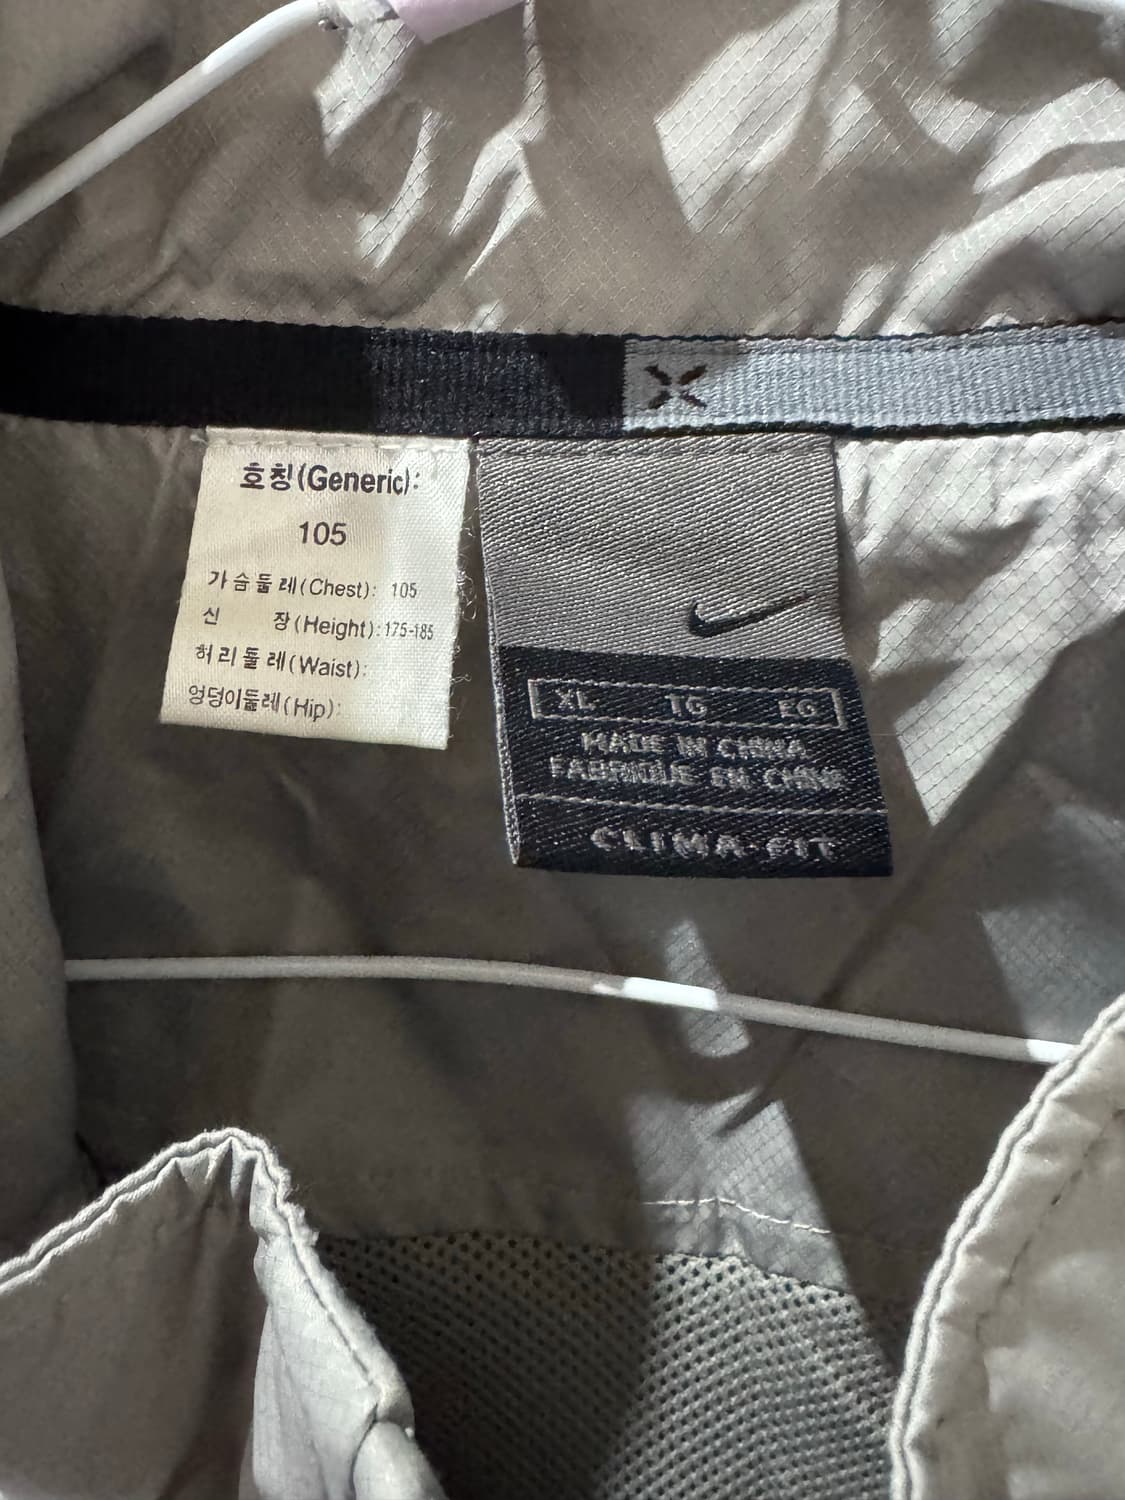 호칭(Generic):
105
가슴둘레(Chest): 105
신 장(Height): 175-185
허리둘레(Waist):
엉덩이둘레(Hip):
XL TG EG
MADE IN CHINA
FABRIQUE EN CHINE
CLIMA-FIT